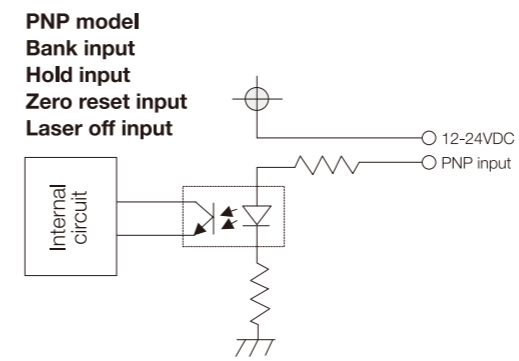 PNP model
Bank input
Hold input
Zero reset input
Laser off input
12-24VDC
PNP input
Internal
circuit